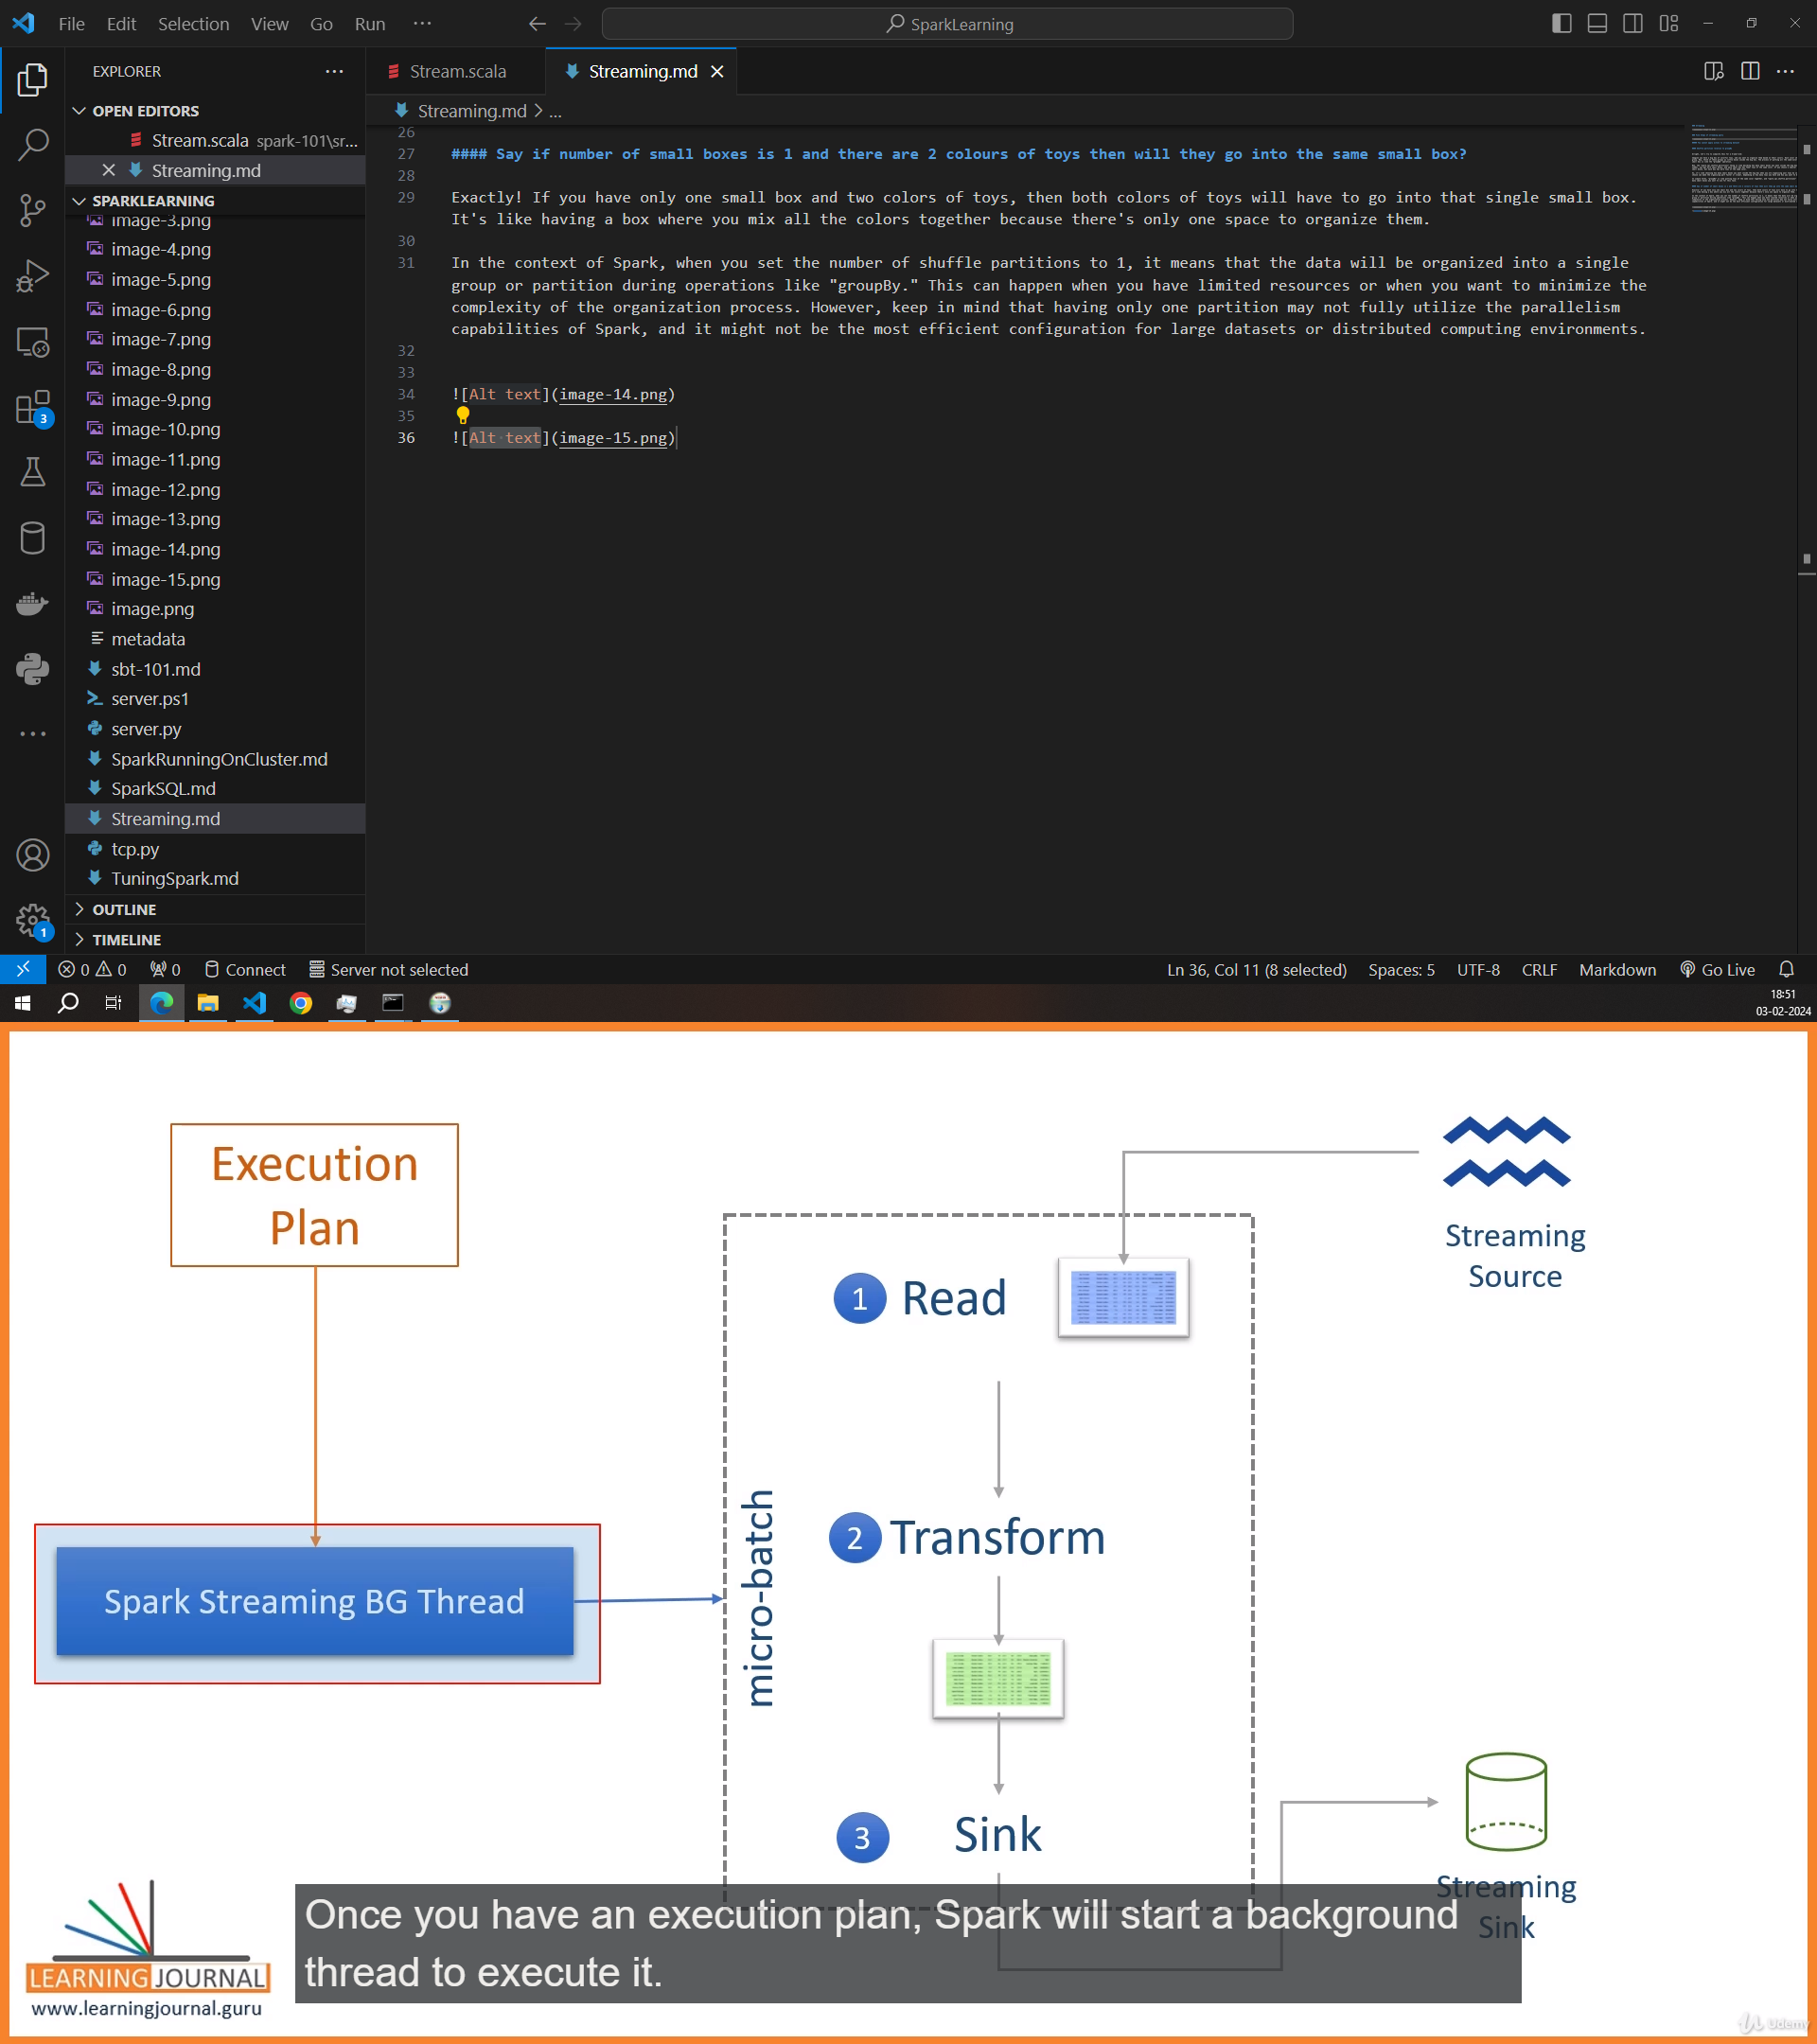 File Edit Selection View Go Run ···
SparkLearning
EXPLORER
OPEN EDITORS
Stream.scala spark-101\sr...
Streaming.md
SPARKLEARNING
image-3.png
image-4.png
image-5.png
image-6.png
image-7.png
image-8.png
image-9.png
image-10.png
image-11.png
image-12.png
image-13.png
image-14.png
image-15.png
image.png
metadata
sbt-101.md
server.ps1
server.py
SparkRunningOnCluster.md
SparkSQL.md
Streaming.md
tcp.py
TuningSpark.md
OUTLINE
TIMELINE
3
1
Stream.scala
Streaming.md
Streaming.md > ...
26
27 #### Say if number of small boxes is 1 and there are 2 colours of toys then will they go into the same small box?
28
29 Exactly! If you have only one small box and two colors of toys, then both colors of toys will have to go into that single small box.
It's like having a box where you mix all the colors together because there's only one space to organize them.
30
31 In the context of Spark, when you set the number of shuffle partitions to 1, it means that the data will be organized into a single
group or partition during operations like "groupBy." This can happen when you have limited resources or when you want to minimize the
complexity of the organization process. However, keep in mind that having only one partition may not fully utilize the parallelism
capabilities of Spark, and it might not be the most efficient configuration for large datasets or distributed computing environments.
32
33
34 ![Alt text](image-14.png)
35
36 ![Alt text](image-15.png)
0 0 0 Connect Server not selected
Ln 36, Col 11 (8 selected) Spaces: 5 UTF-8 CRLF Markdown Go Live
18:51
03-02-2024
Execution
Plan
Spark Streaming BG Thread
micro-batch
1 Read
2 Transform
3 Sink
Streaming
Source
Streaming
Sink
Once you have an execution plan, Spark will start a background
thread to execute it.
LEARNING JOURNAL
www.learningjournal.guru
Udemy